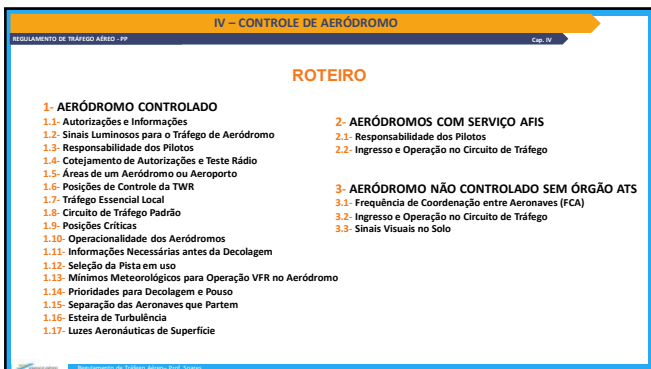 IV – CONTROLE DE AERÓDROMO
REGULAMENTO DE TRÁFEGO AÉREO - PP
Cap. IV
ROTEIRO
1- AERÓDROMO CONTROLADO
1.1- Autorizações e Informações
1.2- Sinais Luminosos para o Tráfego de Aeródromo
1.3- Responsabilidade dos Pilotos
1.4- Cotejamento de Autorizações e Teste Rádio
1.5- Áreas de um Aeródromo ou Aeroporto
1.6- Posições de Controle da TWR
1.7- Tráfego Essencial Local
1.8- Circuito de Tráfego Padrão
1.9- Posições Críticas
1.10- Operacionalidade dos Aeródromos
1.11- Informações Necessárias antes da Decolagem
1.12- Seleção da Pista em uso
1.13- Mínimos Meteorológicos para Operação VFR no Aeródromo
1.14- Prioridades para Decolagem e Pouso
1.15- Separação das Aeronaves que Partem
1.16- Esteira de Turbulência
1.17- Luzes Aeronáuticas de Superfície
2- AERÓDROMOS COM SERVIÇO AFIS
2.1- Responsabilidade dos Pilotos
2.2- Ingresso e Operação no Circuito de Tráfego
3- AERÓDROMO NÃO CONTROLADO SEM ÓRGÃO ATS
3.1- Frequência de Coordenação entre Aeronaves (FCA)
3.2- Ingresso e Operação no Circuito de Tráfego
3.3- Sinais Visuais no Solo
Regulamento de Tráfego Aéreo– Prof.